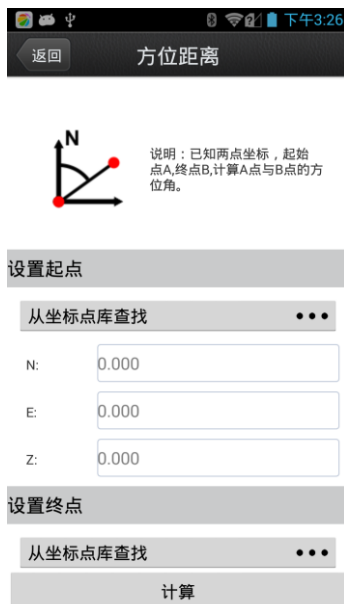 下午3:26
返回
方位距离
N
说明：已知两点坐标，起始
点A,终点B,计算A点与B点的方
位角。
设置起点
从坐标点库查找
N:
0.000
E:
0.000
Z:
0.000
设置终点
从坐标点库查找
计算